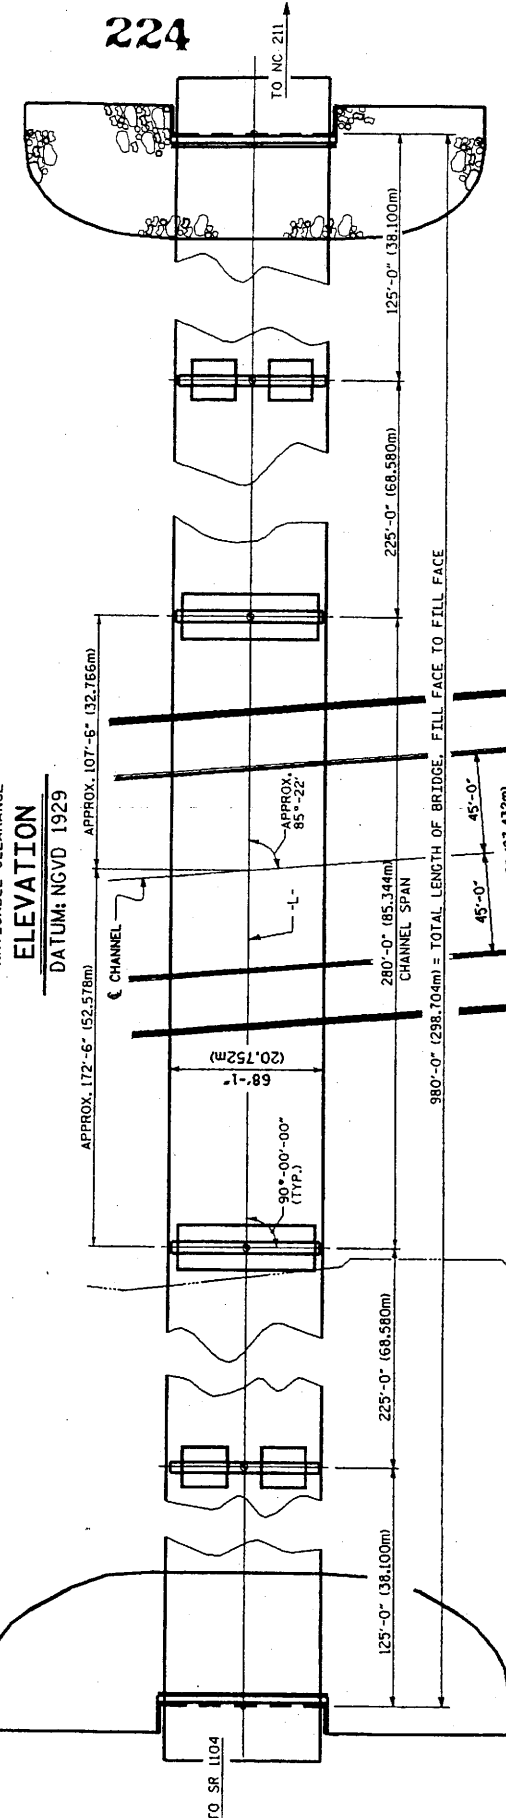 224
TO NC 211
125'-0" (38.100m)
225'-0" (68.580m)
APPROX. 107'-6" (32.766m)
ELEVATION
DATUM: NGVD 1929
APPROX.
85°-22'
45'-0"
45'-0"
℄ CHANNEL
-L-
280'-0" (85.344m)
CHANNEL SPAN
980'-0" (298.704m) = TOTAL LENGTH OF BRIDGE, FILL FACE TO FILL FACE
APPROX. 172'-6" (52.578m)
68'-1"
(20.752m)
90°-00'-00"
(TYP.)
225'-0" (68.580m)
125'-0" (38.100m)
TO SR 1104